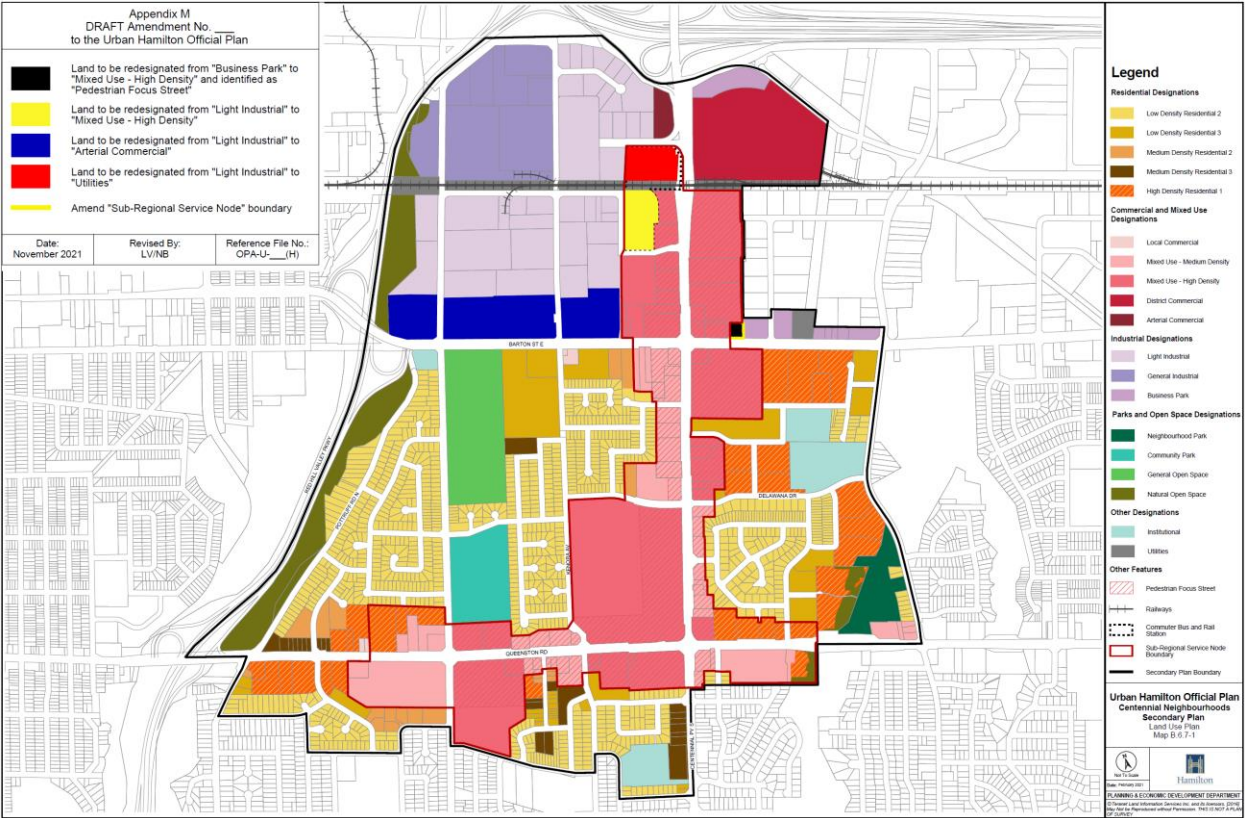 Appendix M
DRAFT Amendment No. ___
to the Urban Hamilton Official Plan
Land to be redesignated from "Business Park" to
"Mixed Use - High Density" and identified as
"Pedestrian Focus Street"
Land to be redesignated from "Light Industrial" to
"Mixed Use - High Density"
Land to be redesignated from "Light Industrial" to
"Arterial Commercial"
Land to be redesignated from "Light Industrial" to
"Utilities"
Amend "Sub-Regional Service Node" boundary
Date:
November 2021
Revised By:
LV/NB
Reference File No.:
OPA-U-___(H)
BARTON ST E
RED HILL VALLEY PKWY
POTTRUFF RD N
KENORA AV
DELAWANA DR
QUEENSTON RD
CENTENNIAL PY
Legend
Residential Designations
Low Density Residential 2
Low Density Residential 3
Medium Density Residential 2
Medium Density Residential 3
High Density Residential 1
Commercial and Mixed Use
Designations
Local Commercial
Mixed Use - Medium Density
Mixed Use - High Density
District Commercial
Arterial Commercial
Industrial Designations
Light Industrial
General Industrial
Business Park
Parks and Open Space Designations
Neighbourhood Park
Community Park
General Open Space
Natural Open Space
Other Designations
Institutional
Utilities
Other Features
Pedestrian Focus Street
Railways
Commuter Bus and Rail
Station
Sub-Regional Service Node
Boundary
Secondary Plan Boundary
Urban Hamilton Official Plan
Centennial Neighbourhoods
Secondary Plan
Land Use Plan
Map B.6.7-1
N
Not To Scale
Hamilton
PLANNING & ECONOMIC DEVELOPMENT DEPARTMENT